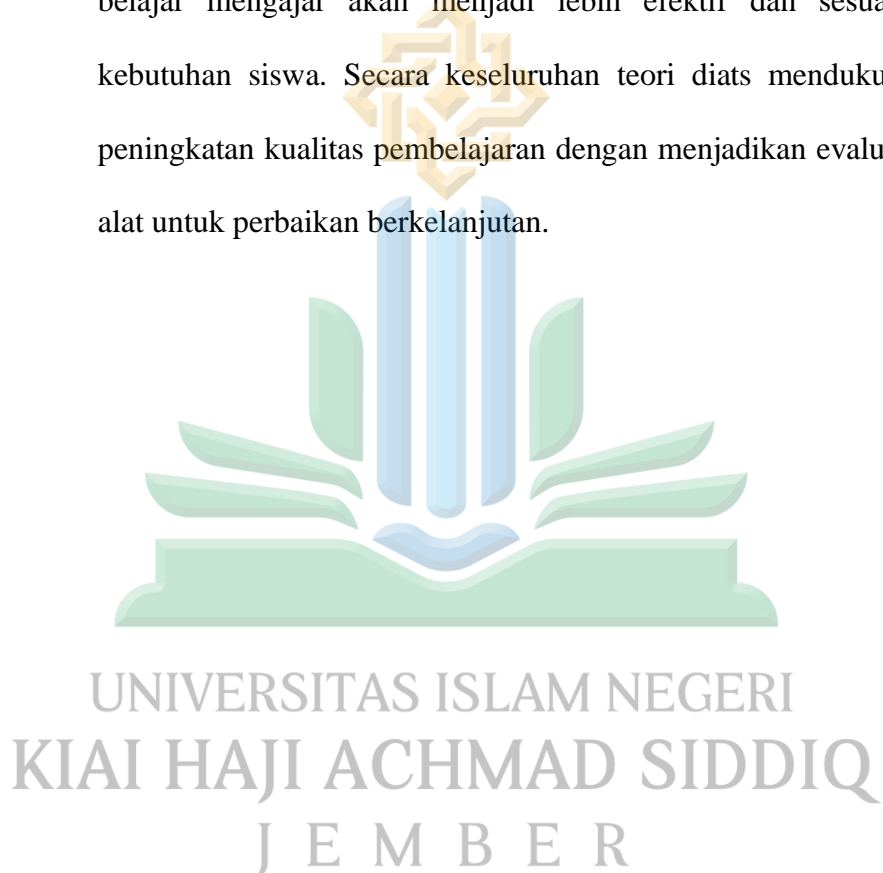 belajar mengajar akan menjadi lebih efektif dan sesua
kebutuhan siswa. Secara keseluruhan teori diats menduku
peningkatan kualitas pembelajaran dengan menjadikan evalu
alat untuk perbaikan berkelanjutan.
UNIVERSITAS ISLAM NEGERI
KIAI HAJI ACHMAD SIDDIQ
J E M B E R